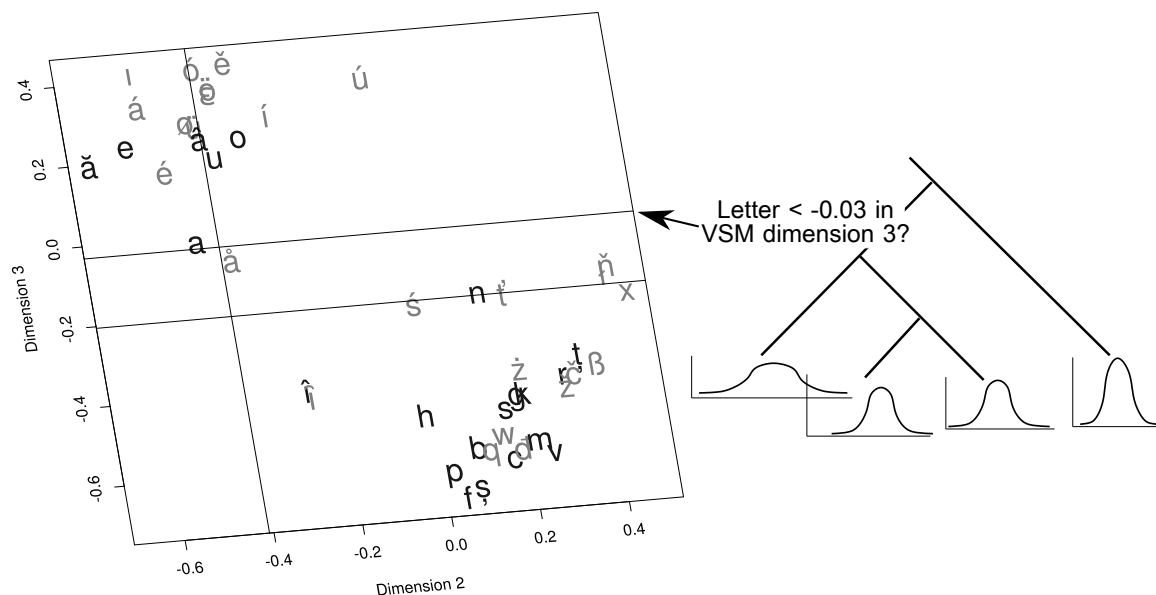 0.4
0.2
0.0
-0.2
-0.4
-0.6
Dimension 3
ı
ó
ě
ú
á
í
e
â
o
u
ă
é
a
å
ň
x
ś
n
ț
ß
ż
r
č
ž
î
h
s
g
k
w
b
q
c
m
v
p
f
ș
-0.6
-0.4
-0.2
0.0
0.2
0.4
Dimension 2
Letter < -0.03 in
VSM dimension 3?